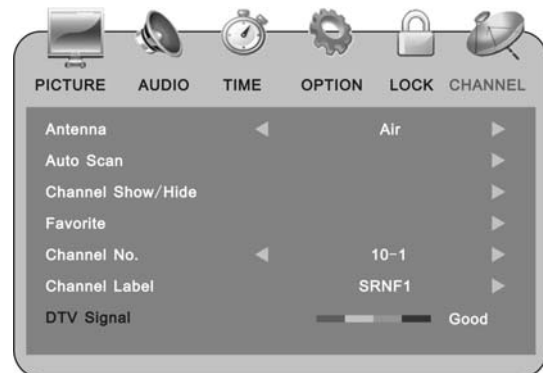 PICTURE AUDIO TIME OPTION LOCK CHANNEL
Antenna Air
Auto Scan
Channel Show/Hide
Favorite
Channel No. 10-1
Channel Label SRNF1
DTV Signal Good